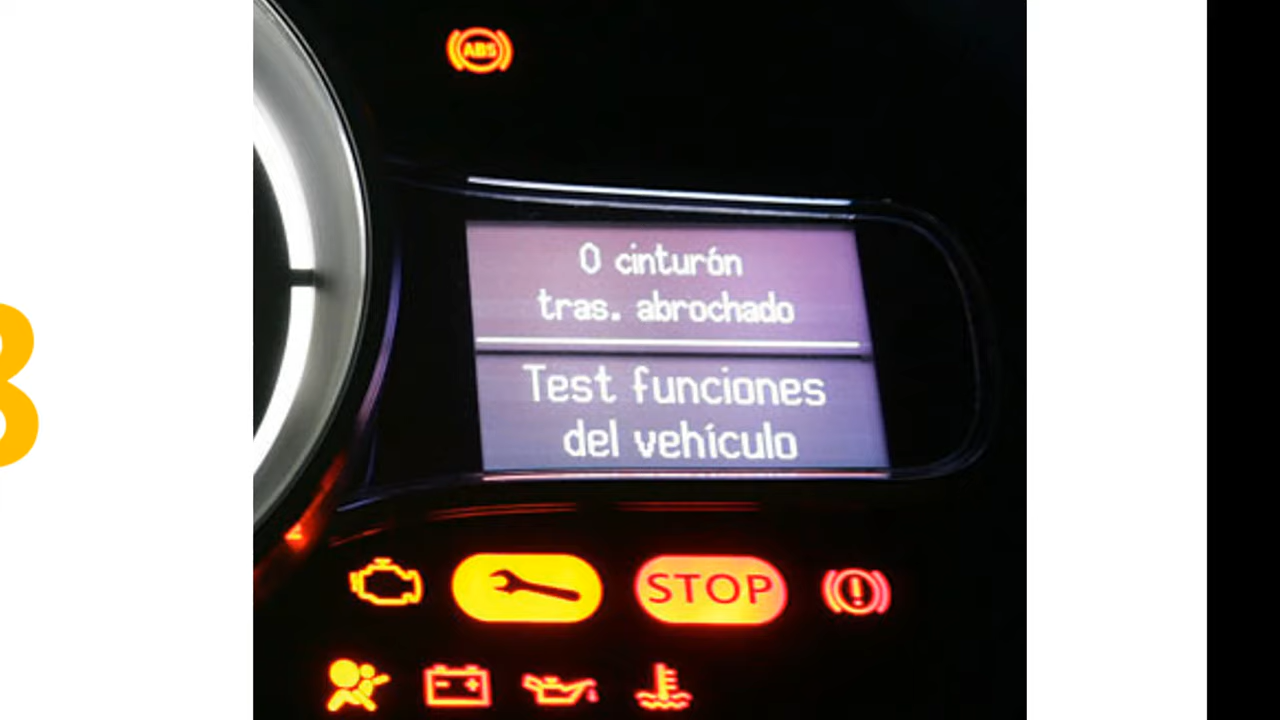 ABS
0 cinturón
tras. abrochado
Test funciones
del vehículo
STOP